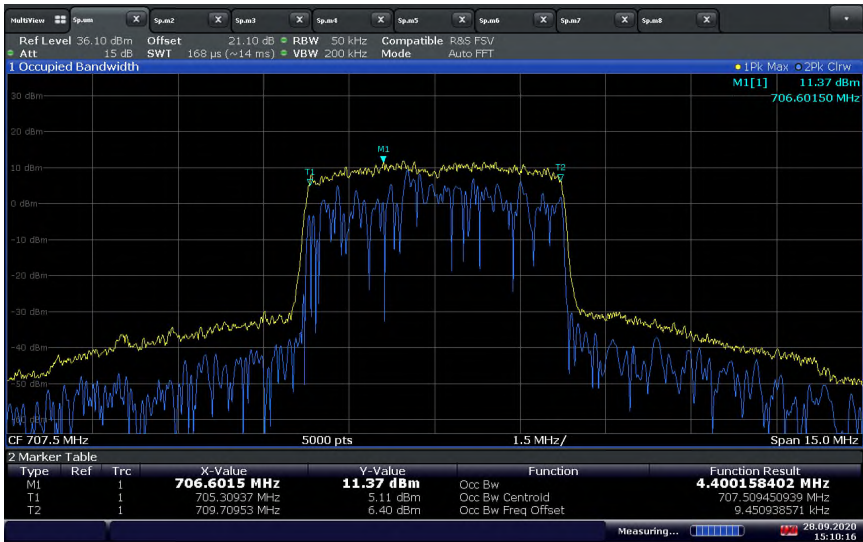 MultiView Sp.um X Sp.m2 X Sp.m3 X Sp.m4 X Sp.m5 X Sp.m6 X Sp.m7 X Sp.m8 X
Ref Level 36.10 dBm Offset 21.10 dB RBW 50 kHz Compatible R&S FSV
Att 15 dB SWT 168 µs (~14 ms) VBW 200 kHz Mode Auto FFT
1 Occupied Bandwidth 1Pk Max 2Pk Clrw
M1[1] 11.37 dBm
706.60150 MHz
30 dBm
20 dBm
M1
10 dBm
T1 T2
0 dBm
-10 dBm
-20 dBm
-30 dBm
-40 dBm
-50 dBm
-60 dBm
CF 707.5 MHz 5000 pts 1.5 MHz/ Span 15.0 MHz
2 Marker Table
Type Ref Trc X-Value Y-Value Function Function Result
M1 1 706.6015 MHz 11.37 dBm Occ Bw 4.400158402 MHz
T1 1 705.30937 MHz 5.11 dBm Occ Bw Centroid 707.509450939 MHz
T2 1 709.70953 MHz 6.40 dBm Occ Bw Freq Offset 9.450938571 kHz
Measuring... 28.09.2020
15:10:16